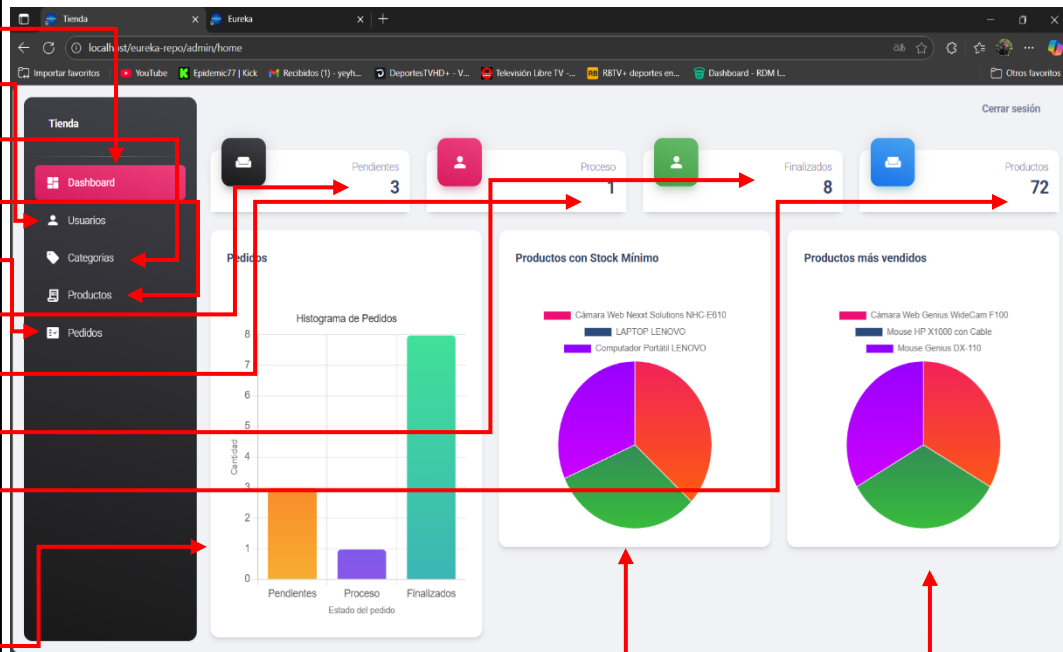 Tienda
Eureka
localhost/eureka-repo/admin/home
Importar favoritos
YouTube
Epidemic77 | Kick
Recibidos (1) - yeyh...
DeportesTVHD+ - V...
Televisión Libre TV -...
RBTV+ deportes en...
Dashboard - RDM I...
Otros favoritos
Cerrar sesión
Tienda
Dashboard
Usuarios
Categorias
Productos
Pedidos
Pendientes
3
Proceso
1
Finalizados
8
Productos
72
Pedidos
Histograma de Pedidos
8
7
6
5
4
3
2
1
0
Cantidad
Pendientes
Proceso
Finalizados
Estado del pedido
Productos con Stock Mínimo
Cámara Web Nexxt Solutions NHC-E610
LAPTOP LENOVO
Computador Portátil LENOVO
Productos más vendidos
Cámara Web Genius WideCam F100
Mouse HP X1000 con Cable
Mouse Genius DX-110